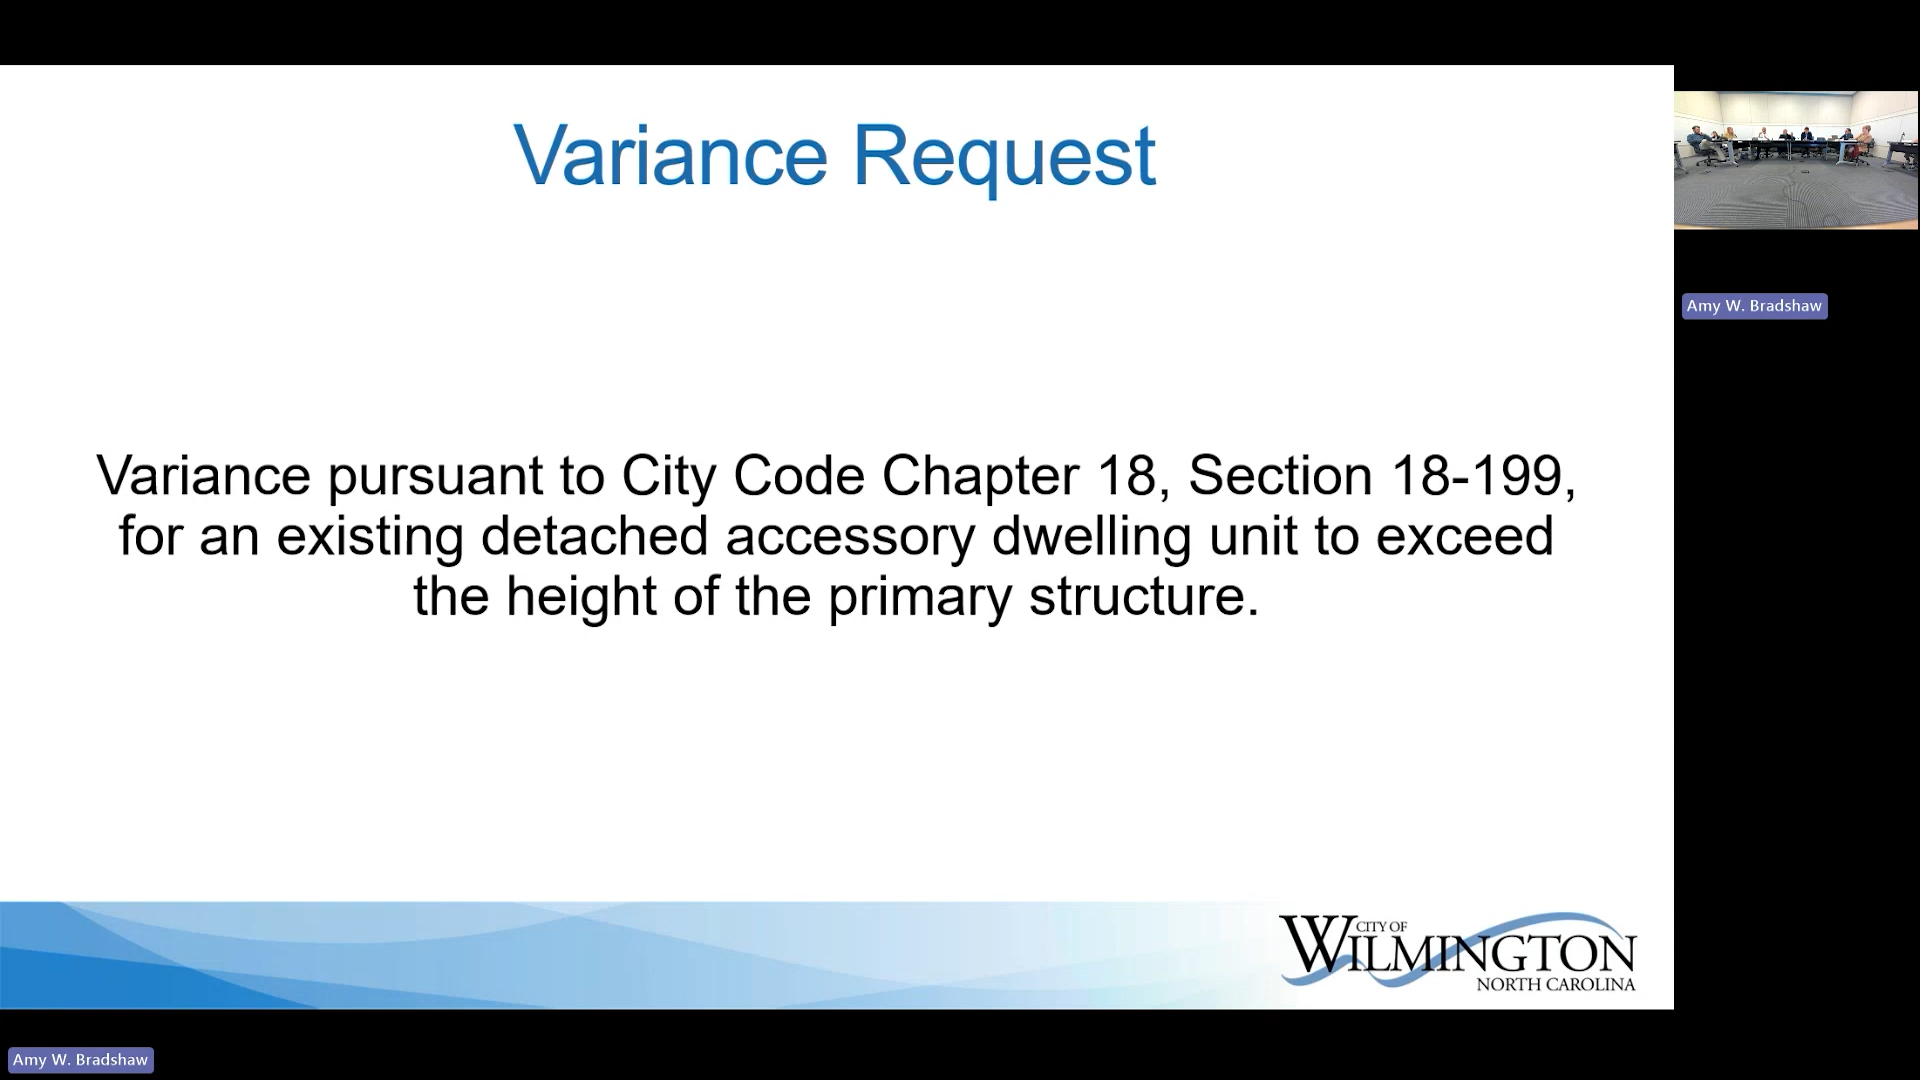 Variance Request
Variance pursuant to City Code Chapter 18, Section 18-199,
for an existing detached accessory dwelling unit to exceed
the height of the primary structure.
CITY OF
WILMINGTON
NORTH CAROLINA
Amy W. Bradshaw
Amy W. Bradshaw